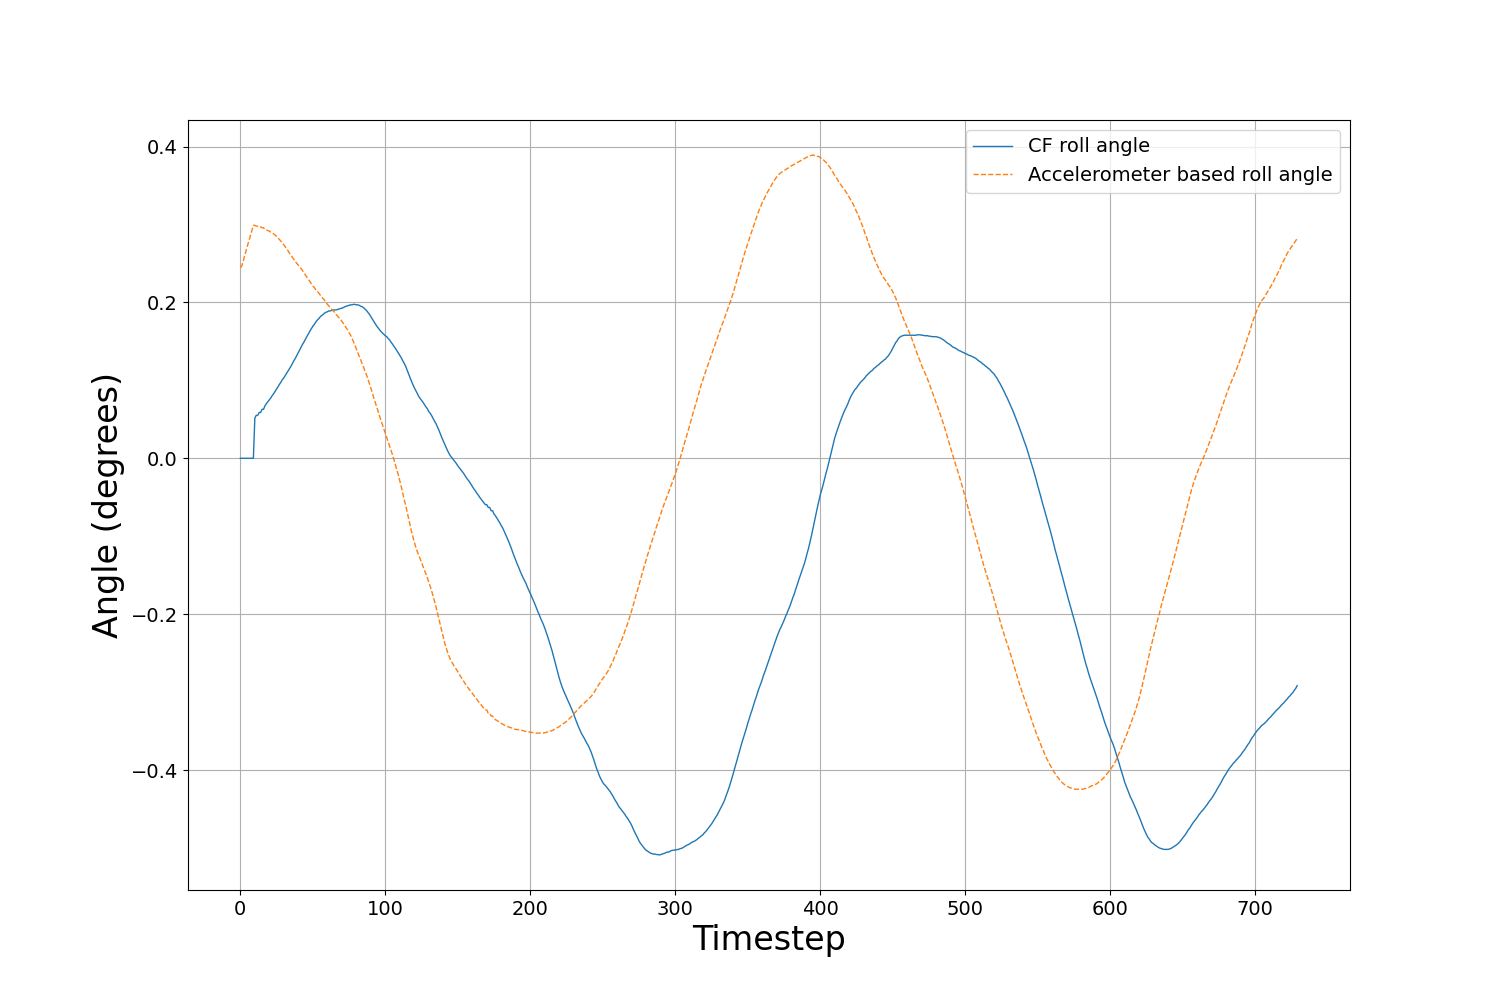 CF roll angle
Accelerometer based roll angle
0.4
0.2
0.0
−0.2
−0.4
Angle (degrees)
0 100 200 300 400 500 600 700
Timestep